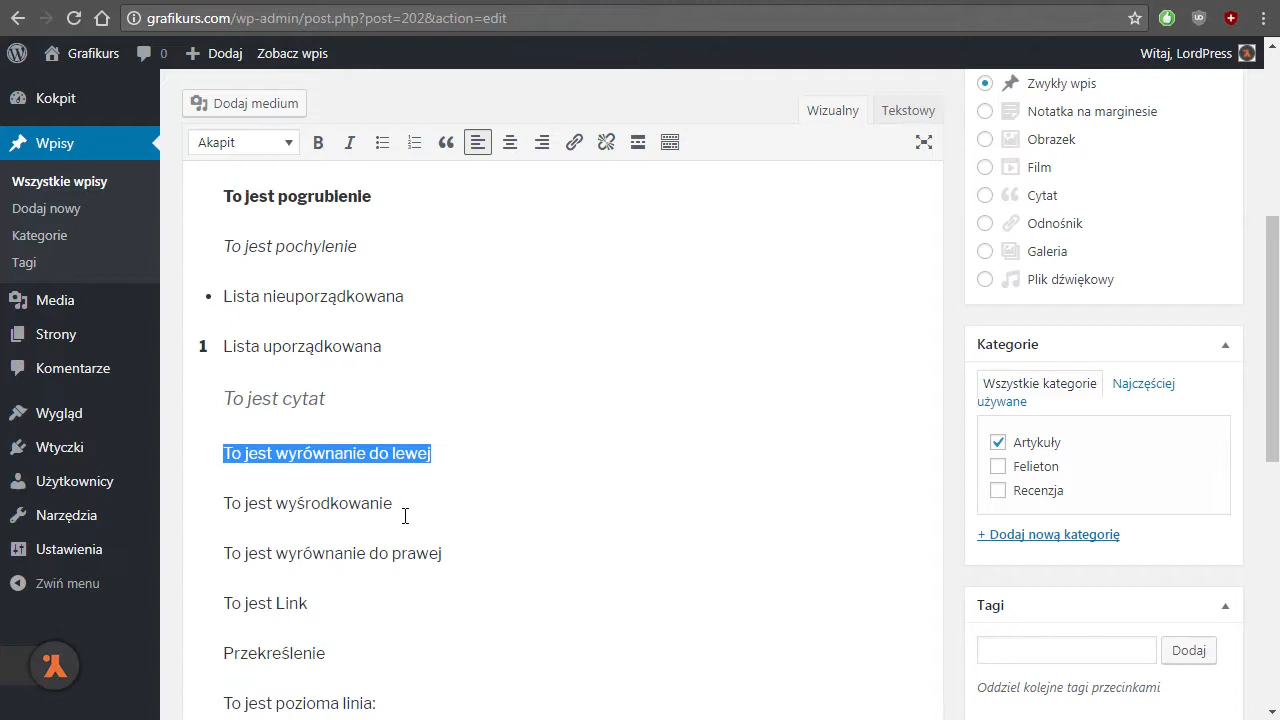 grafikurs.com/wp-admin/post.php?post=202&action=edit
Grafikurs 0 Dodaj Zobacz wpis Witaj, LordPress
Kokpit
Wpisy
Wszystkie wpisy
Dodaj nowy
Kategorie
Tagi
Media
Strony
Komentarze
Wygląd
Wtyczki
Użytkownicy
Narzędzia
Ustawienia
Zwiń menu
Dodaj medium
Wizualny Tekstowy
Akapit B I
To jest pogrubienie
To jest pochylenie
• Lista nieuporządkowana
1 Lista uporządkowana
To jest cytat
To jest wyrównanie do lewej
To jest wyśrodkowanie
To jest wyrównanie do prawej
To jest Link
Przekreślenie
To jest pozioma linia:
Zwykły wpis
Notatka na marginesie
Obrazek
Film
Cytat
Odnośnik
Galeria
Plik dźwiękowy
Kategorie
Wszystkie kategorie Najczęściej
używane
Artykuły
Felieton
Recenzja
+ Dodaj nową kategorię
Tagi
Dodaj
Oddziel kolejne tagi przecinkami